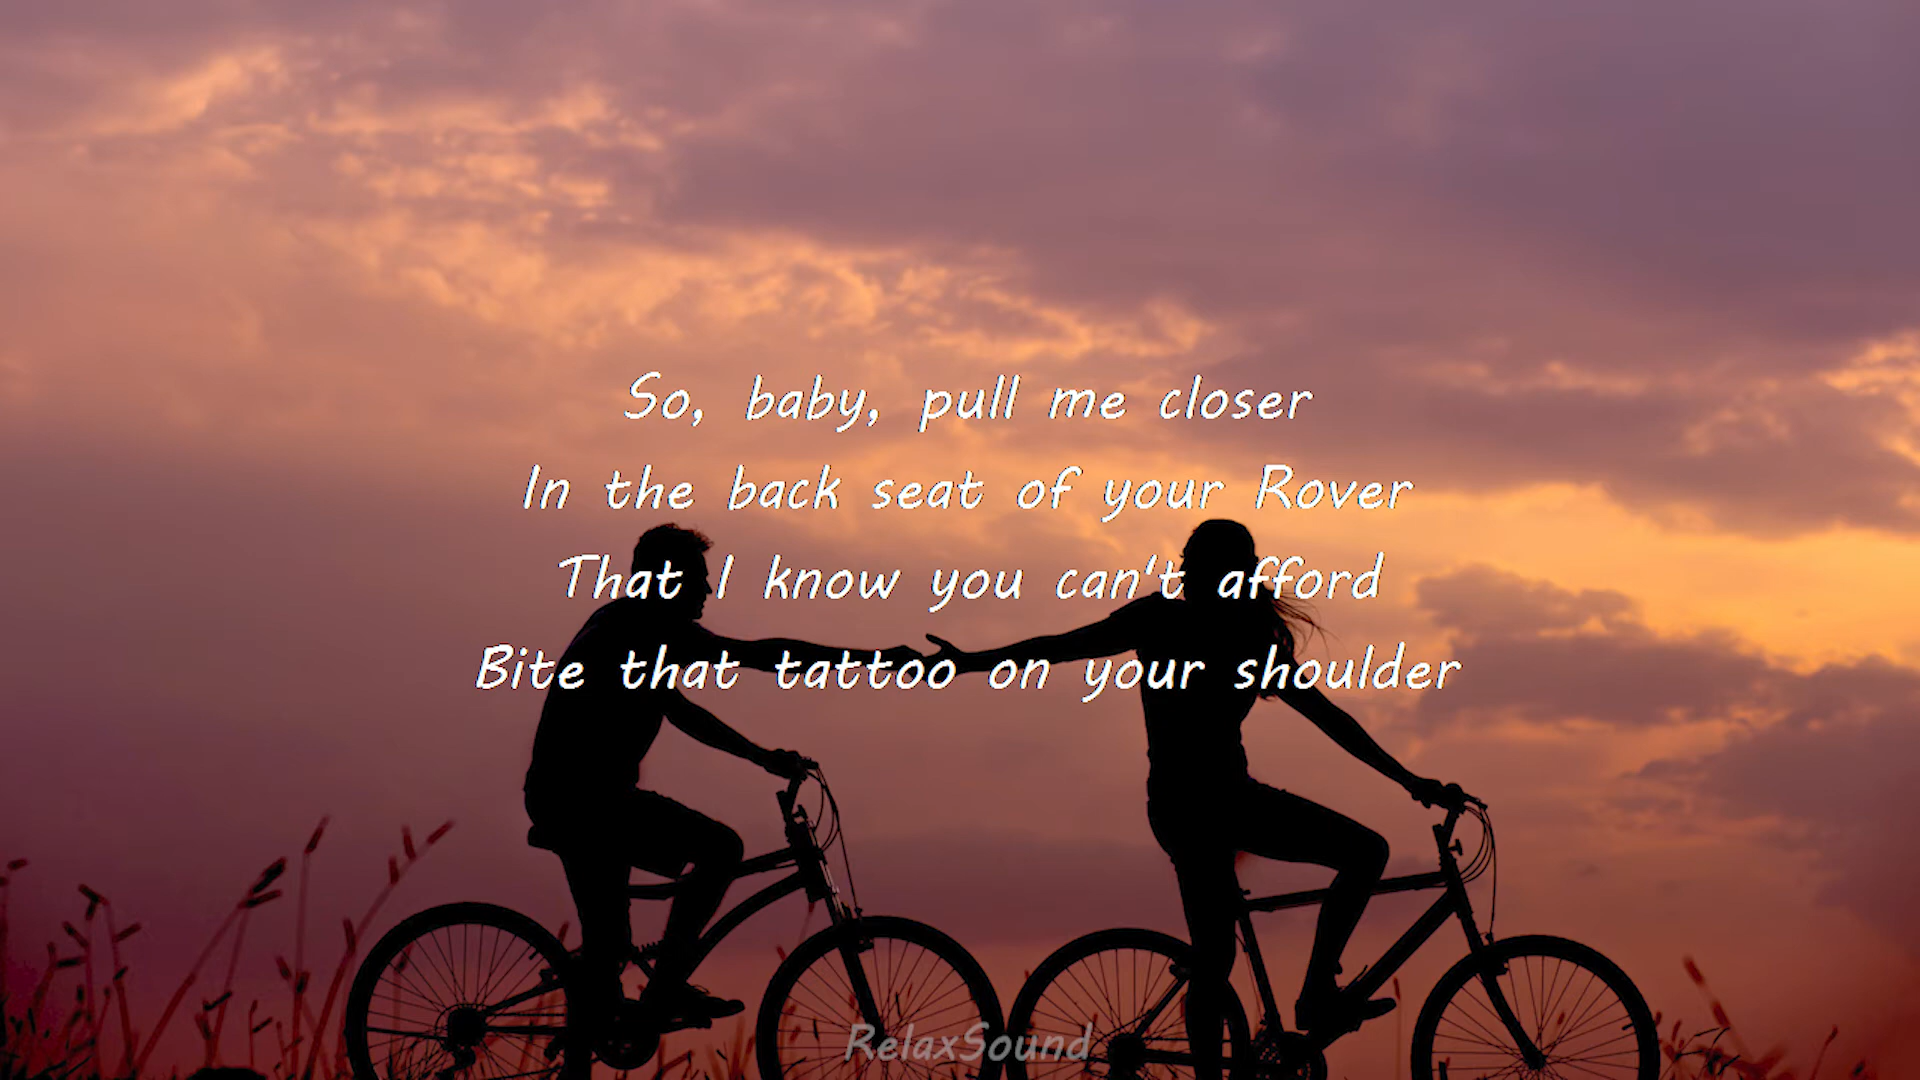 So, baby, pull me closer
In the back seat of your Rover
That I know you can't afford
Bite that tattoo on your shoulder
RelaxSound